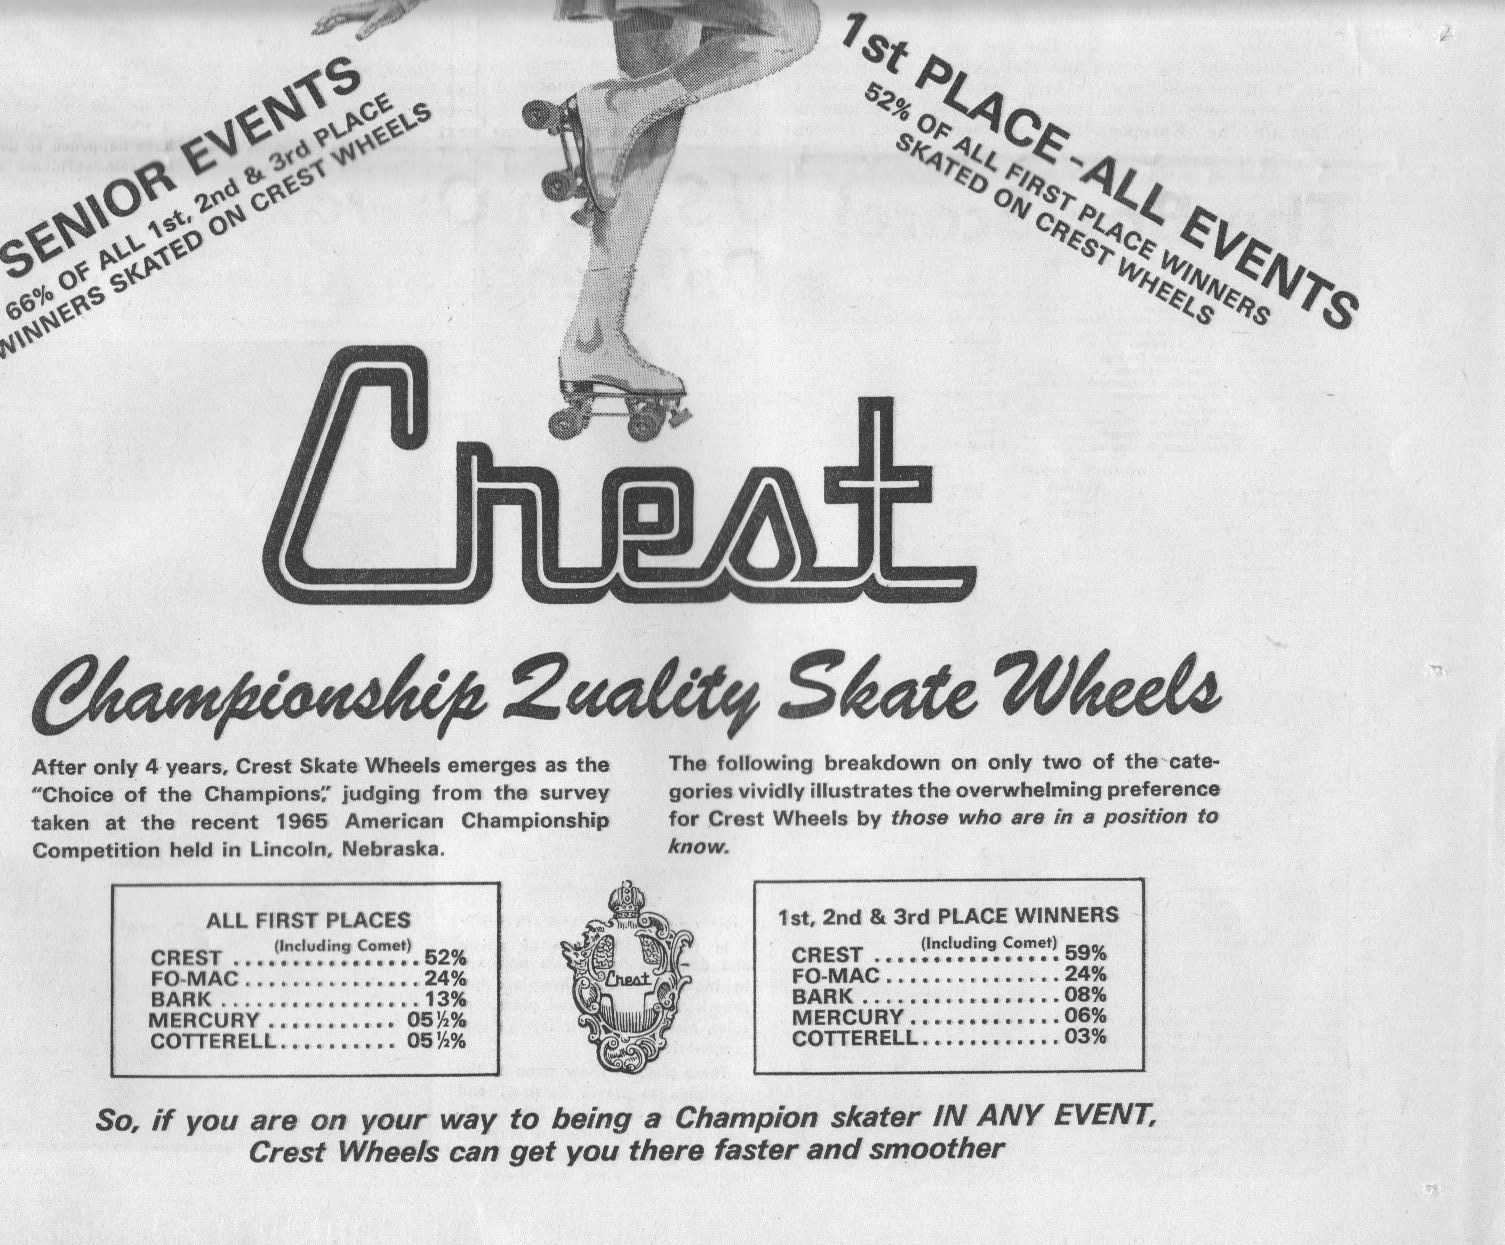 SENIOR EVENTS
66% OF ALL 1st, 2nd & 3rd PLACE
WINNERS SKATED ON CREST WHEELS
1st PLACE-ALL EVENTS
52% OF ALL FIRST PLACE WINNERS
SKATED ON CREST WHEELS
Crest
Championship Quality Skate Wheels
After only 4 years, Crest Skate Wheels emerges as the
“Choice of the Champions,” judging from the survey
taken at the recent 1965 American Championship
Competition held in Lincoln, Nebraska.
The following breakdown on only two of the cate-
gories vividly illustrates the overwhelming preference
for Crest Wheels by those who are in a position to
know.
ALL FIRST PLACES
(Including Comet)
CREST ................ 52%
FO-MAC ............... 24%
BARK ................. 13%
MERCURY ........... 05½%
COTTERELL.......... 05½%
Crest
1st, 2nd & 3rd PLACE WINNERS
(Including Comet)
CREST ................ 59%
FO-MAC ............... 24%
BARK ................. 08%
MERCURY ............. 06%
COTTERELL............ 03%
So, if you are on your way to being a Champion skater IN ANY EVENT,
Crest Wheels can get you there faster and smoother